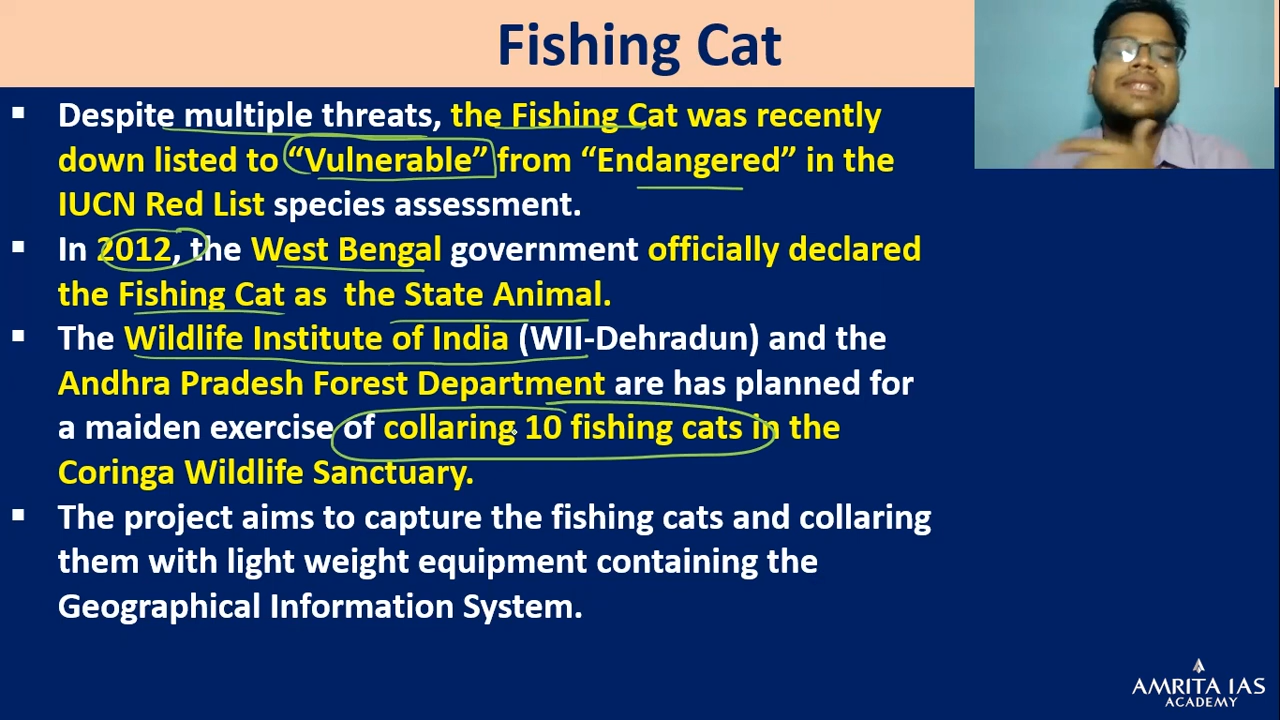 Fishing Cat
▪ Despite multiple threats, the Fishing Cat was recently
down listed to “Vulnerable” from “Endangered” in the
IUCN Red List species assessment.
▪ In 2012, the West Bengal government officially declared
the Fishing Cat as the State Animal.
▪ The Wildlife Institute of India (WII-Dehradun) and the
Andhra Pradesh Forest Department are has planned for
a maiden exercise of collaring 10 fishing cats in the
Coringa Wildlife Sanctuary.
▪ The project aims to capture the fishing cats and collaring
them with light weight equipment containing the
Geographical Information System.
AMRITA IAS
ACADEMY